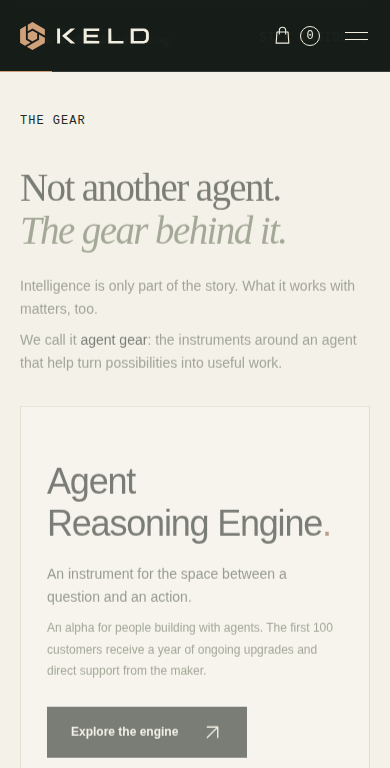 KELD
0
THE GEAR
Not another agent.
The gear behind it.
Intelligence is only part of the story. What it works with
matters, too.
We call it agent gear: the instruments around an agent
that help turn possibilities into useful work.
Agent
Reasoning Engine.
An instrument for the space between a
question and an action.
An alpha for people building with agents. The first 100
customers receive a year of ongoing upgrades and
direct support from the maker.
Explore the engine